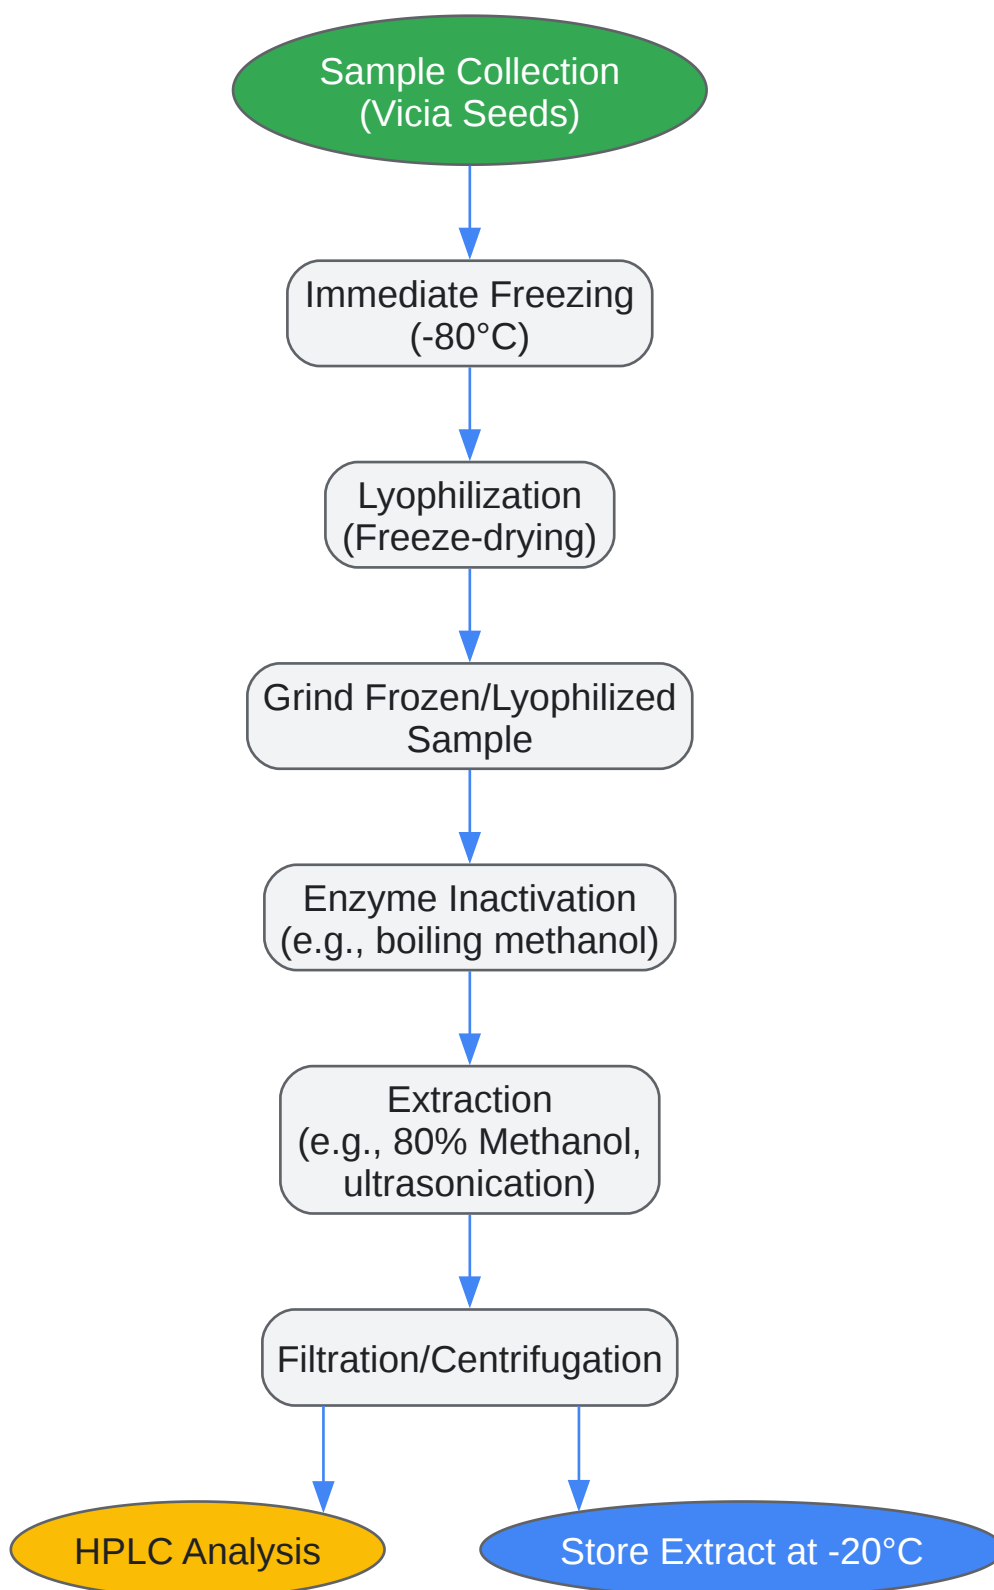 Sample Collection
(Vicia Seeds)
Immediate Freezing
(-80°C)
Lyophilization
(Freeze-drying)
Grind Frozen/Lyophilized
Sample
Enzyme Inactivation
(e.g., boiling methanol)
Extraction
(e.g., 80% Methanol,
ultrasonication)
Filtration/Centrifugation
HPLC Analysis
Store Extract at -20°C